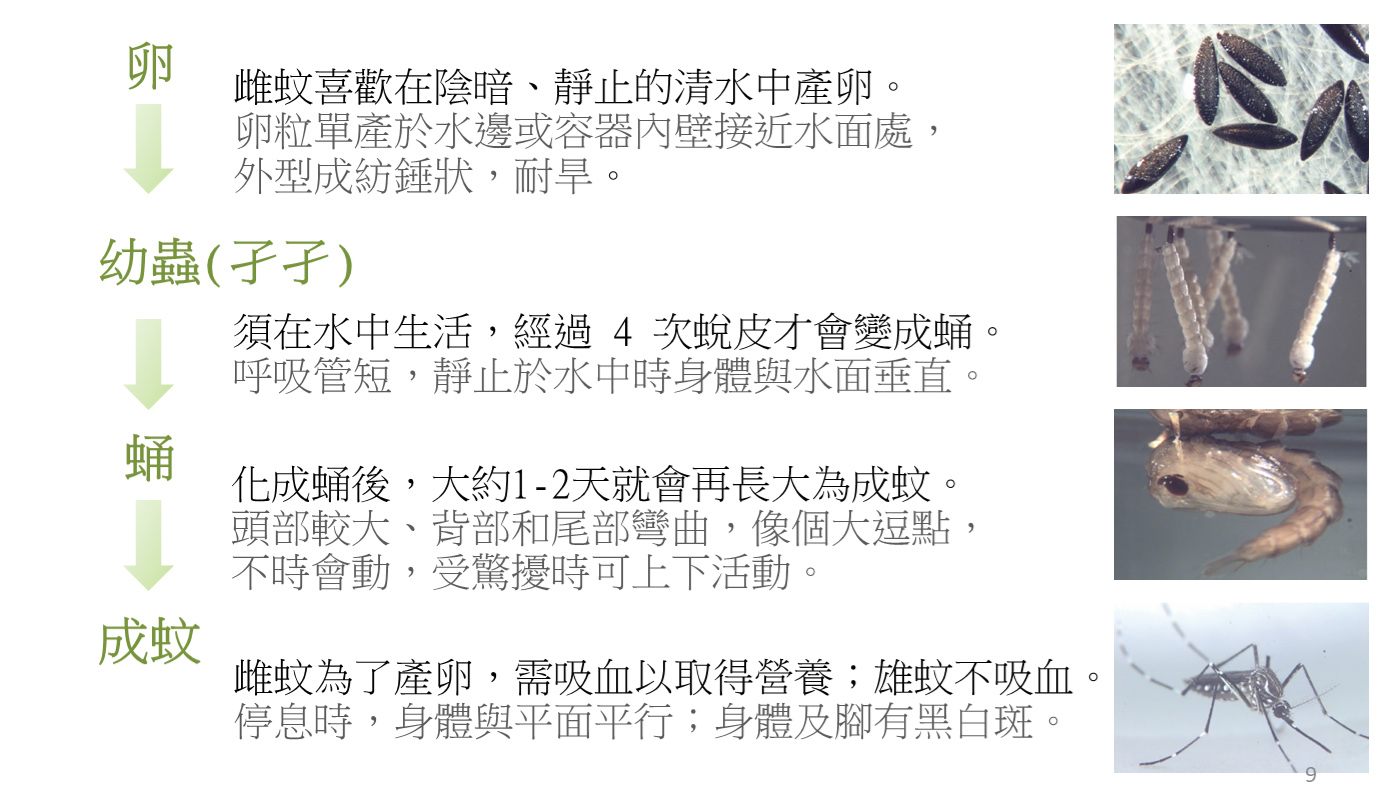 卵
雌蚊喜歡在陰暗、靜止的清水中產卵。
卵粒單產於水邊或容器內壁接近水面處，
外型成紡錘狀，耐旱。
幼蟲(孑孑)
須在水中生活，經過 4 次蛻皮才會變成蛹。
呼吸管短，靜止於水中時身體與水面垂直。
蛹
化成蛹後，大約1-2天就會再長大為成蚊。
頭部較大、背部和尾部彎曲，像個大逗點，
不時會動，受驚擾時可上下活動。
成蚊
雌蚊為了產卵，需吸血以取得營養；雄蚊不吸血。
停息時，身體與平面平行；身體及腳有黑白斑。
9